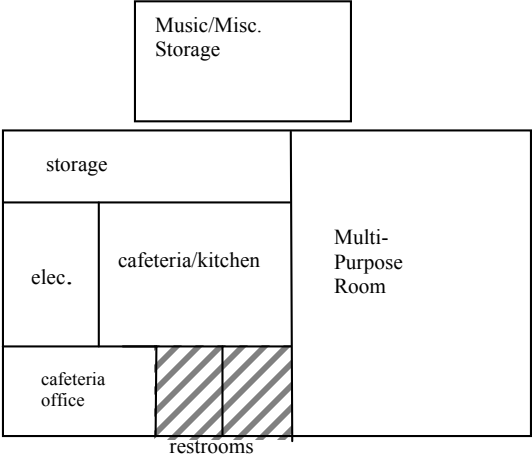 Music/Misc.
Storage
storage
Multi-
Purpose
Room
cafeteria/kitchen
elec.
cafeteria
office
restrooms